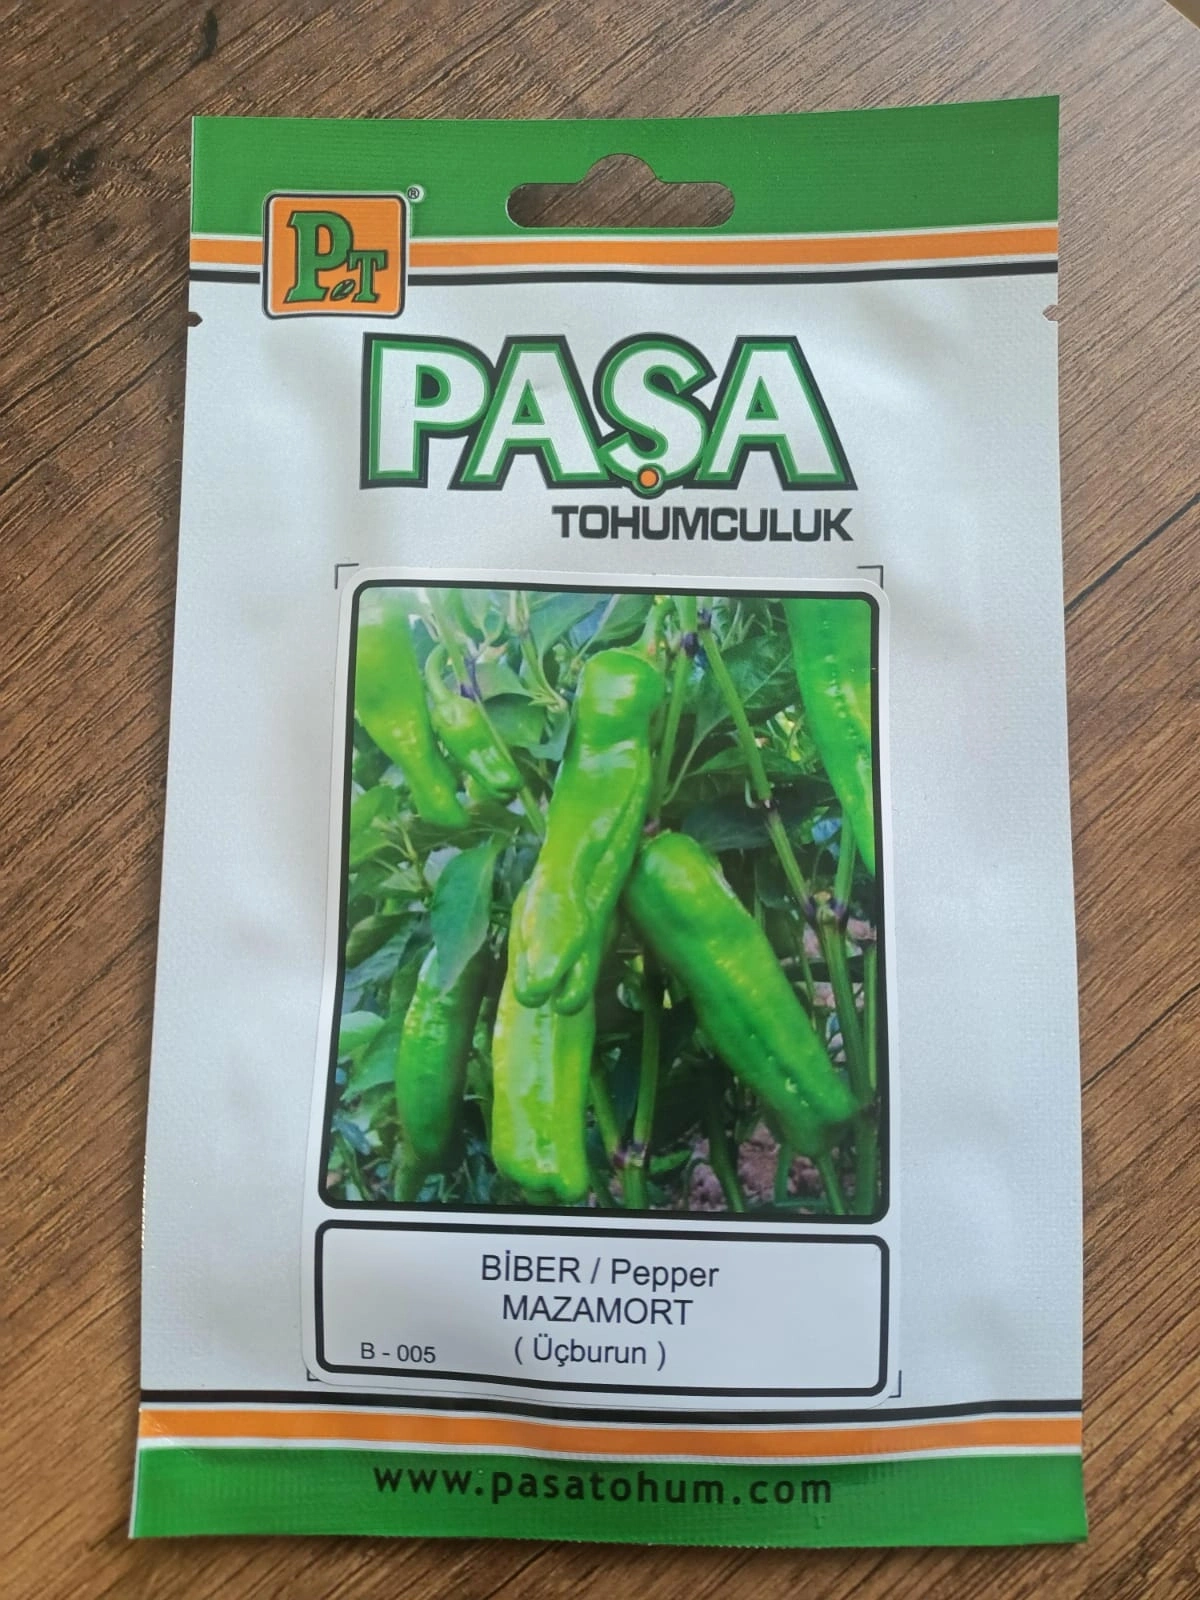 PT®
PAŞA
TOHUMCULUK
BİBER / Pepper
MAZAMORT
B - 005 ( Üçburun )
www.pasatohum.com